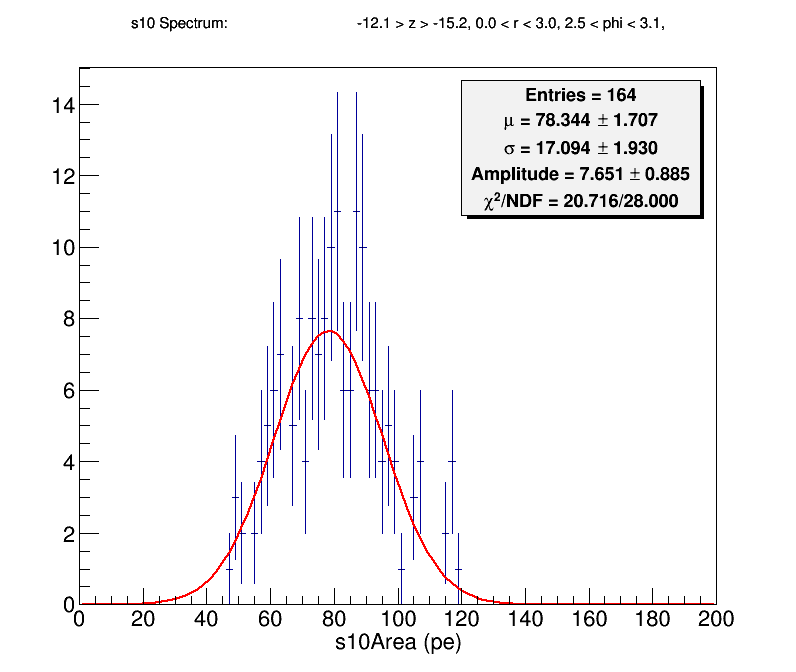 s10 Spectrum: -12.1 > z > -15.2, 0.0 < r < 3.0, 2.5 < phi < 3.1,
Entries = 164
μ = 78.344 ± 1.707
σ = 17.094 ± 1.930
Amplitude = 7.651 ± 0.885
χ²/NDF = 20.716/28.000
14
12
10
8
6
4
2
0
0 20 40 60 80 100 120 140 160 180 200
s10Area (pe)